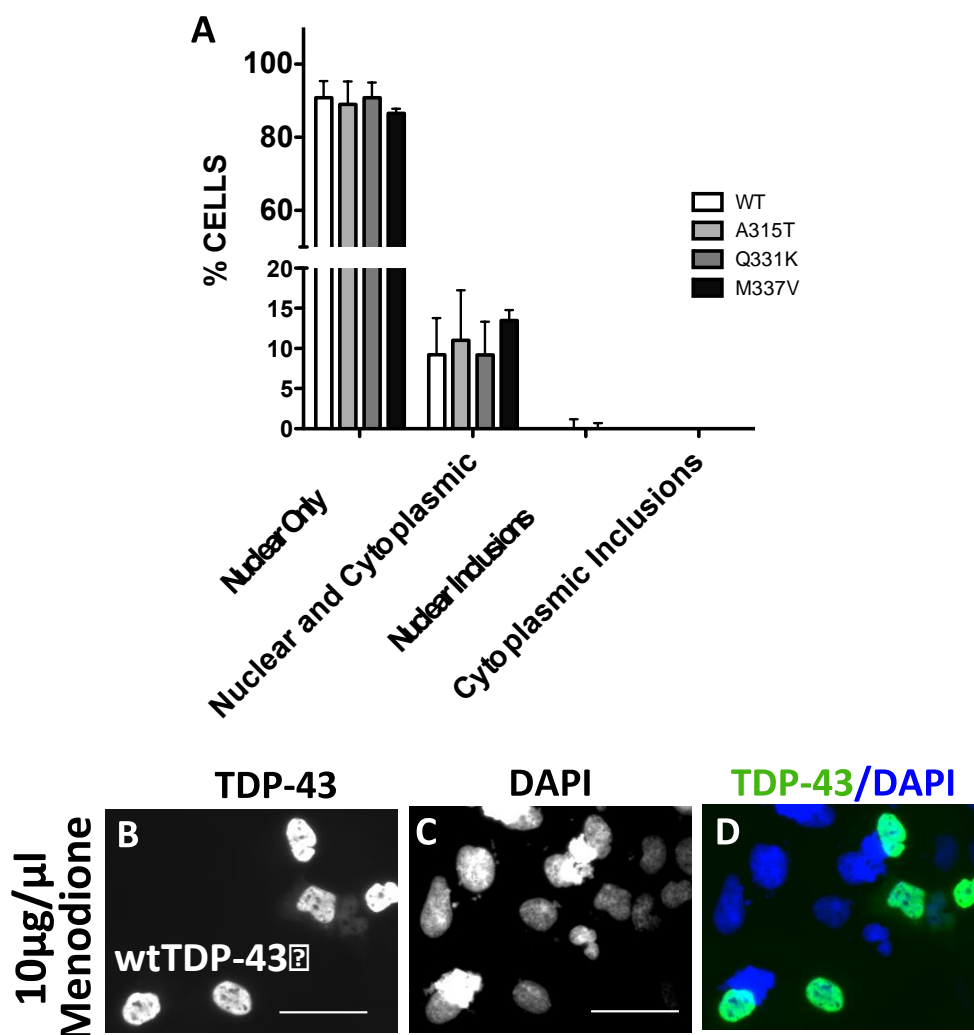 A
% CELLS
100
80
60
20
15
10
5
0
WT
A315T
Q331K
M337V
Nuclear Only
Nuclear and Cytoplasmic
Nuclear Inclusions
Cytoplasmic Inclusions
TDP-43
DAPI
TDP-43/DAPI
10µg/µl
Menodione
B
wtTDP-43
C
D